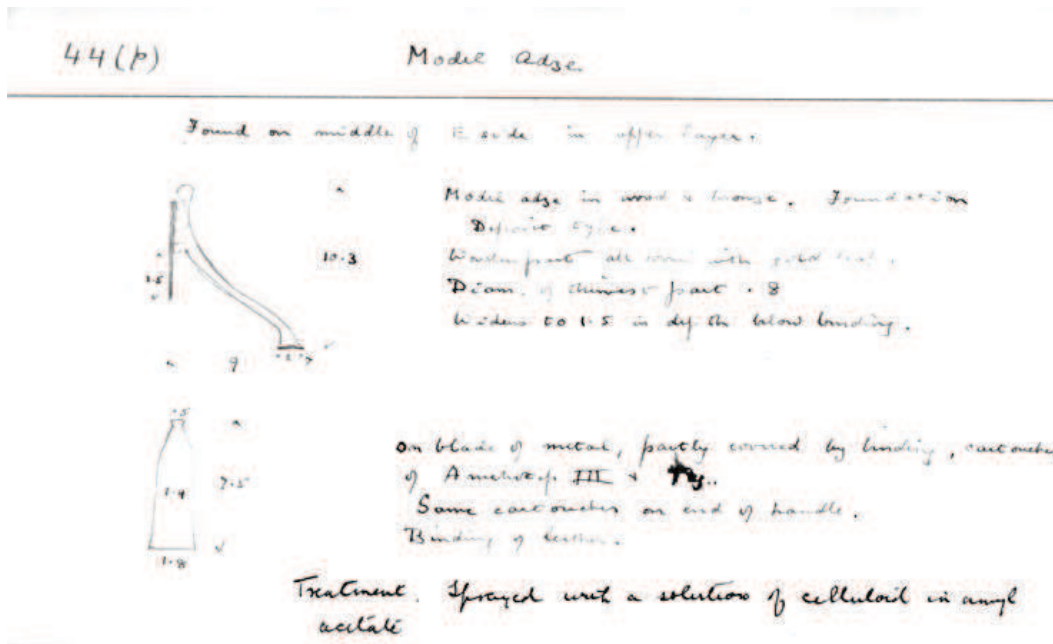 44(p) Model adze.
Found on middle of E side in upper layer.
Model adze in wood & bronze. Foundation
Deposit type.
10.3
Wooden part all over with gold leaf.
1.5
Diam. of thinnest part .8
Widens to 1.5 in depth below binding.
9
.5
on blade of metal, partly covered by binding, cartouches
of Amenhotep III &
1.4 7.5
Same cartouches on end of handle.
Binding of leather.
1.8
Treatment. Sprayed with a solution of celluloid in amyl
acetate